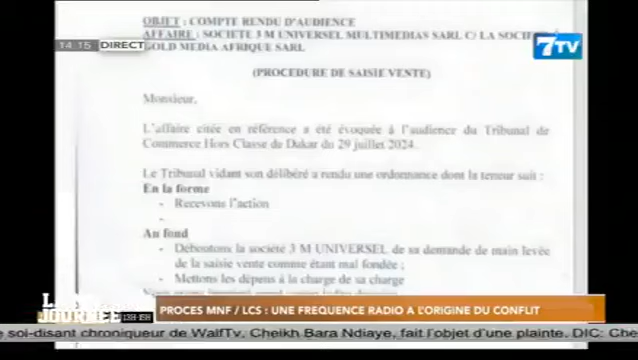 OBJET : COMPTE RENDU D'AUDIENCE
AFFAIRE : SOCIETE 3 M UNIVERSEL MULTIMEDIAS SARL C/ LA SOCIETE
GOLD MEDIA AFRIQUE SARL
14:15 DIRECT
7TV
(PROCEDURE DE SAISIE VENTE)
Monsieur,
L'affaire citée en référence a été évoquée à l'audience du Tribunal de
Commerce Hors Classe de Dakar du 29 juillet 2024.
Le Tribunal vidant son délibéré a rendu une ordonnance dont la teneur suit :
En la forme
- Recevons l'action
-
Au fond
- Déboutons la société 3 M UNIVERSEL de sa demande de main levée
de la saisie vente comme étant mal fondée ;
- Mettons les dépens à la charge de sa charge
JOURNEE 13H-15H
PROCES MNF / LCS : UNE FREQUENCE RADIO A L'ORIGINE DU CONFLIT
e soi-disant chroniqueur de WalfTv, Cheikh Bara Ndiaye, fait l'objet d'une plainte. DIC: Che